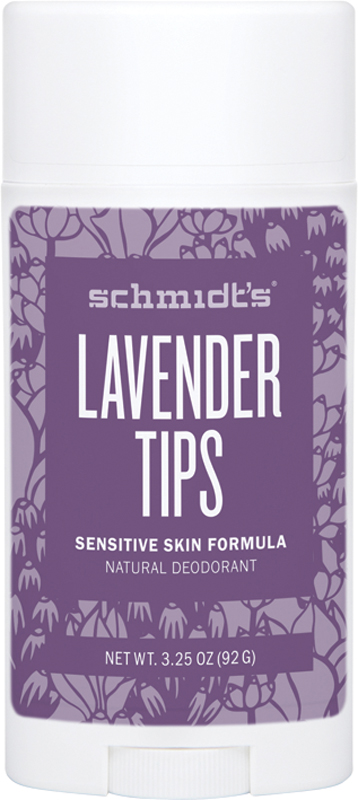 schmidt's®
LAVENDER
TIPS
SENSITIVE SKIN FORMULA
NATURAL DEODORANT
NET WT. 3.25 OZ (92 G)